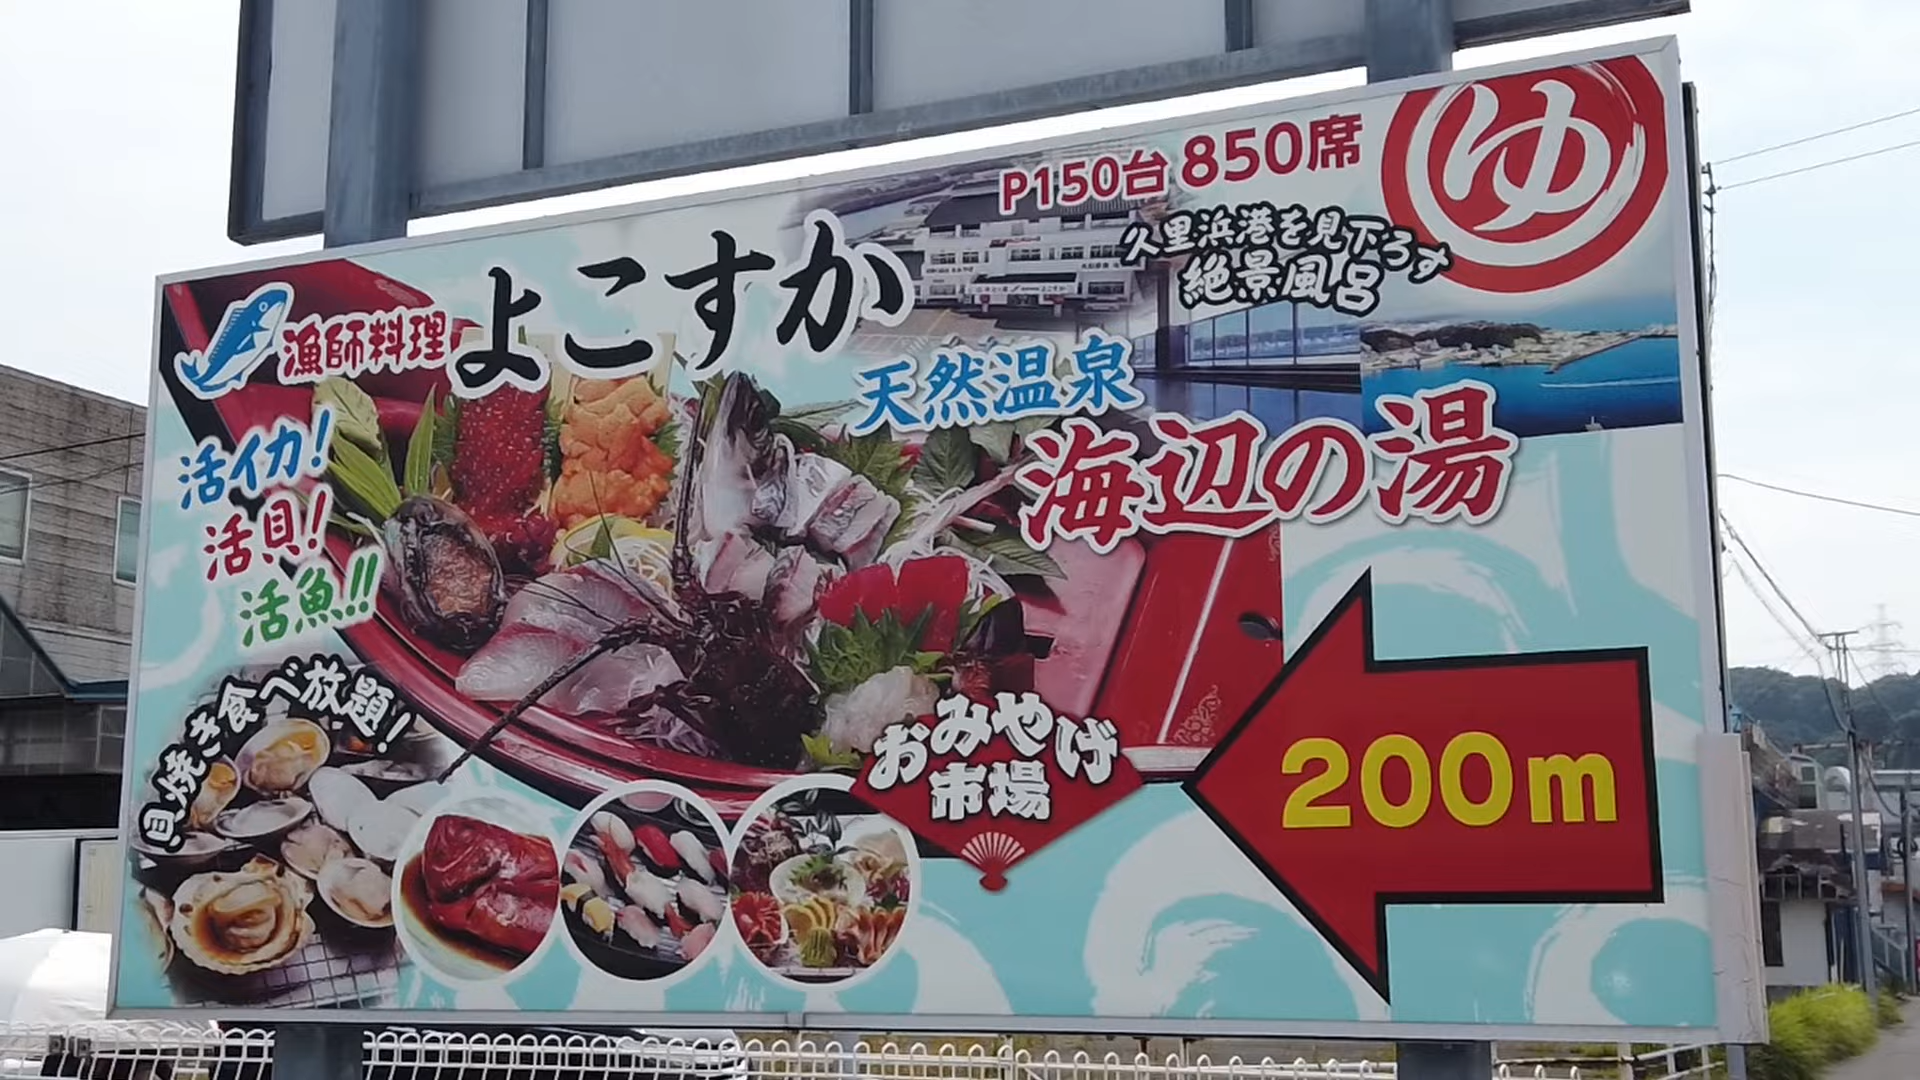 P150台 850席
ゆ
久里浜港を見下ろす
絶景風呂
漁師料理 よこすか
天然温泉
海辺の湯
活イカ!
活貝!
活魚!!
貝焼き食べ放題!
おみやげ
市場
200m